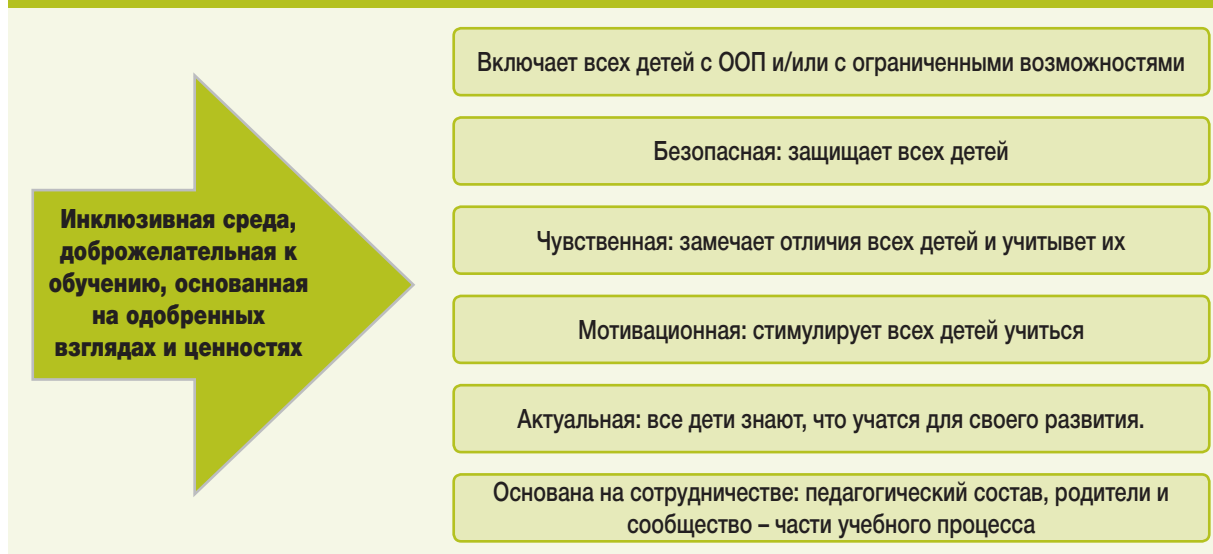 Инклюзивная среда,
доброжелательная к
обучению, основанная
на одобренных
взглядах и ценностях
Включает всех детей с ООП и/или с ограниченными возможностями
Безопасная: защищает всех детей
Чувственная: замечает отличия всех детей и учитывет их
Мотивационная: стимулирует всех детей учиться
Актуальная: все дети знают, что учатся для своего развития.
Основана на сотрудничестве: педагогический состав, родители и
сообщество – части учебного процесса